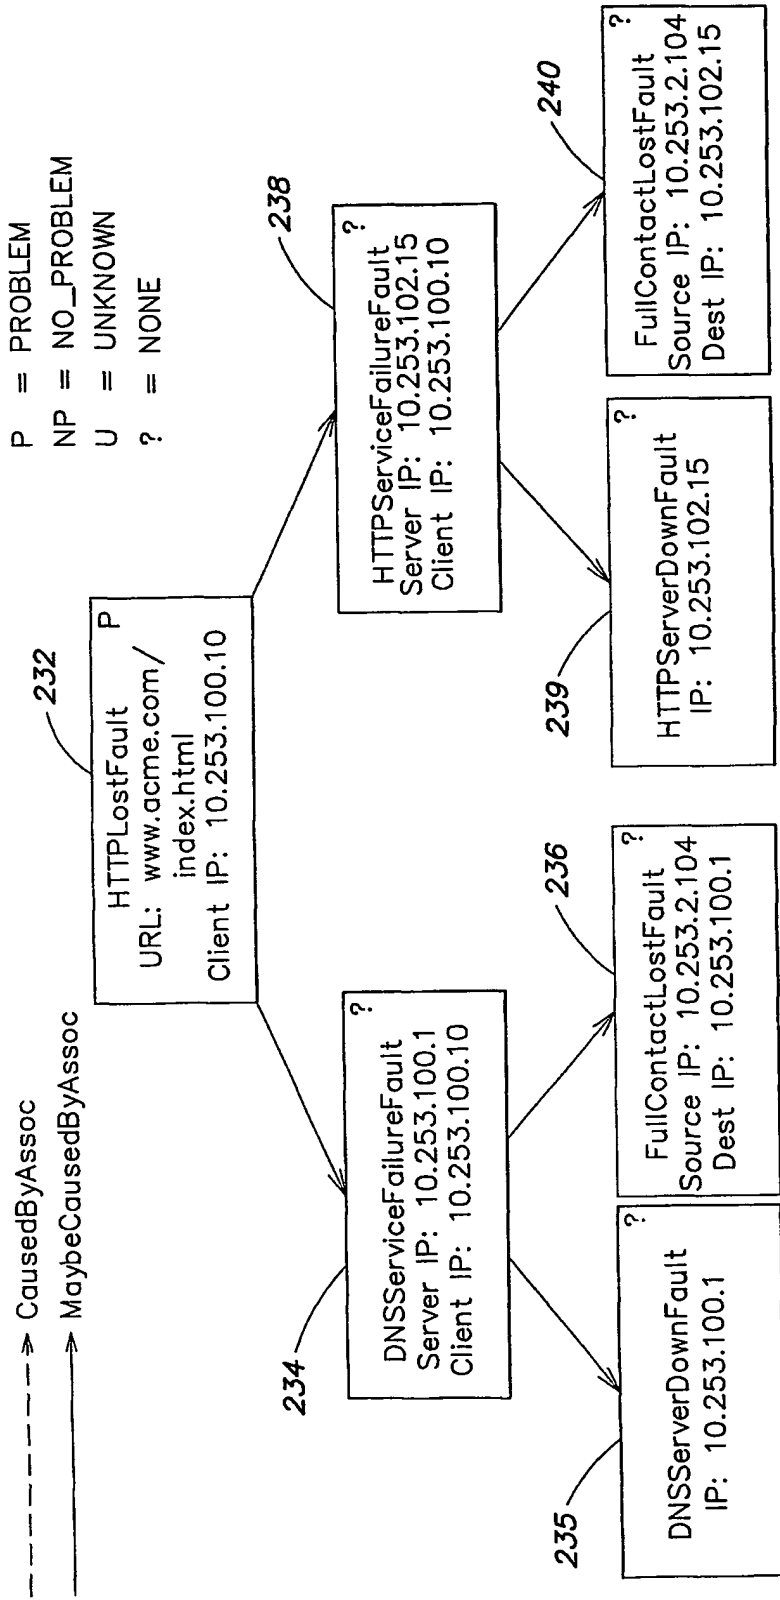 CausedByAssoc
MaybeCausedByAssoc
P = PROBLEM
NP = NO_PROBLEM
U = UNKNOWN
? = NONE
232
HTTPLostFault
P
URL: www.acme.com/
index.html
Client IP: 10.253.100.10
234
?
DNSServiceFailureFault
Server IP: 10.253.100.1
Client IP: 10.253.100.10
238
?
HTTPServiceFailureFault
Server IP: 10.253.102.15
Client IP: 10.253.100.10
235
?
DNSServerDownFault
IP: 10.253.100.1
236
?
FullContactLostFault
Source IP: 10.253.2.104
Dest IP: 10.253.100.1
239
?
HTTPServerDownFault
IP: 10.253.102.15
240
?
FullContactLostFault
Source IP: 10.253.2.104
Dest IP: 10.253.102.15